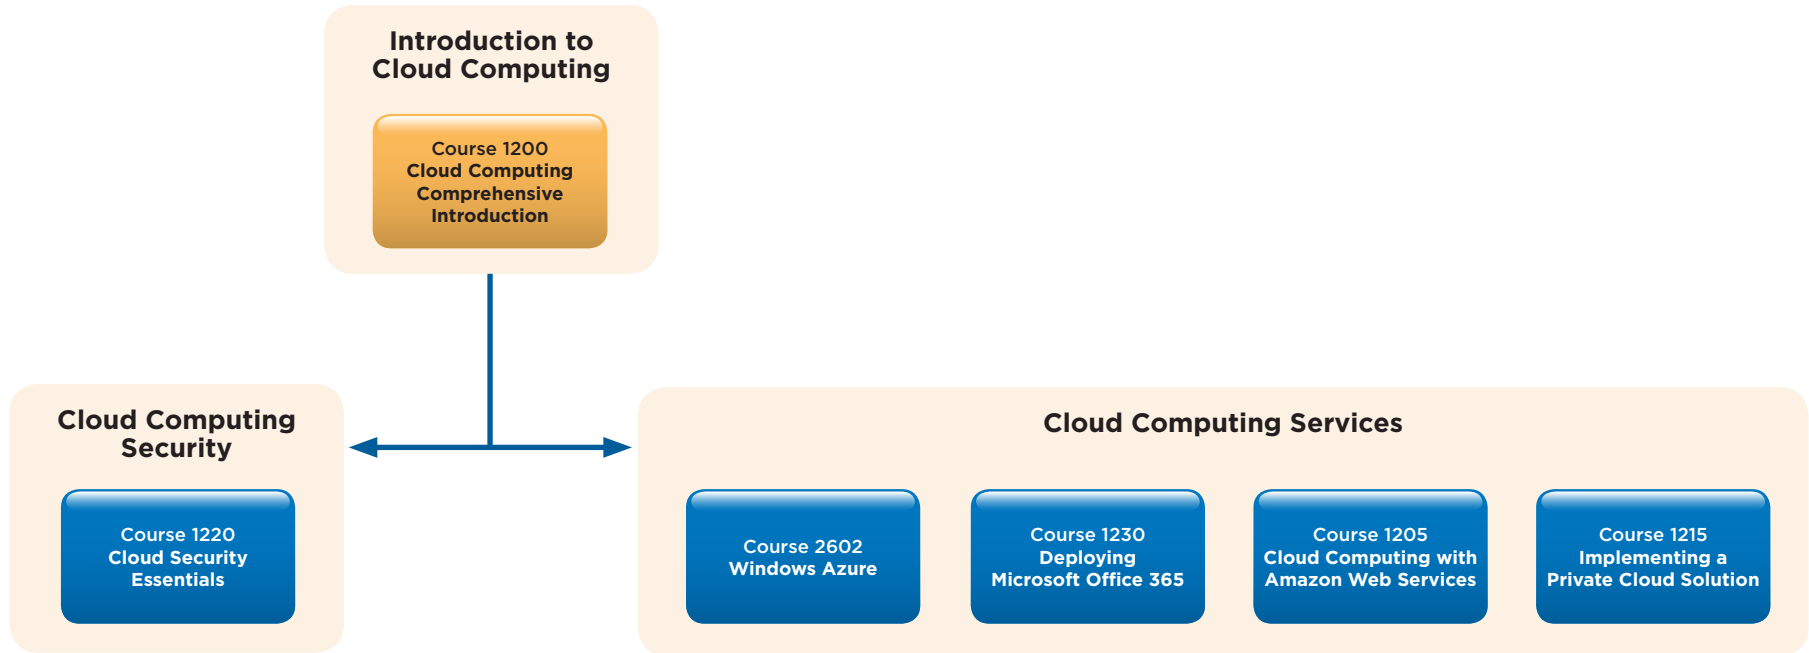 Introduction to
Cloud Computing
Course 1200
Cloud Computing
Comprehensive
Introduction
Cloud Computing
Security
Course 1220
Cloud Security
Essentials
Cloud Computing Services
Course 2602
Windows Azure
Course 1230
Deploying
Microsoft Office 365
Course 1205
Cloud Computing with
Amazon Web Services
Course 1215
Implementing a
Private Cloud Solution